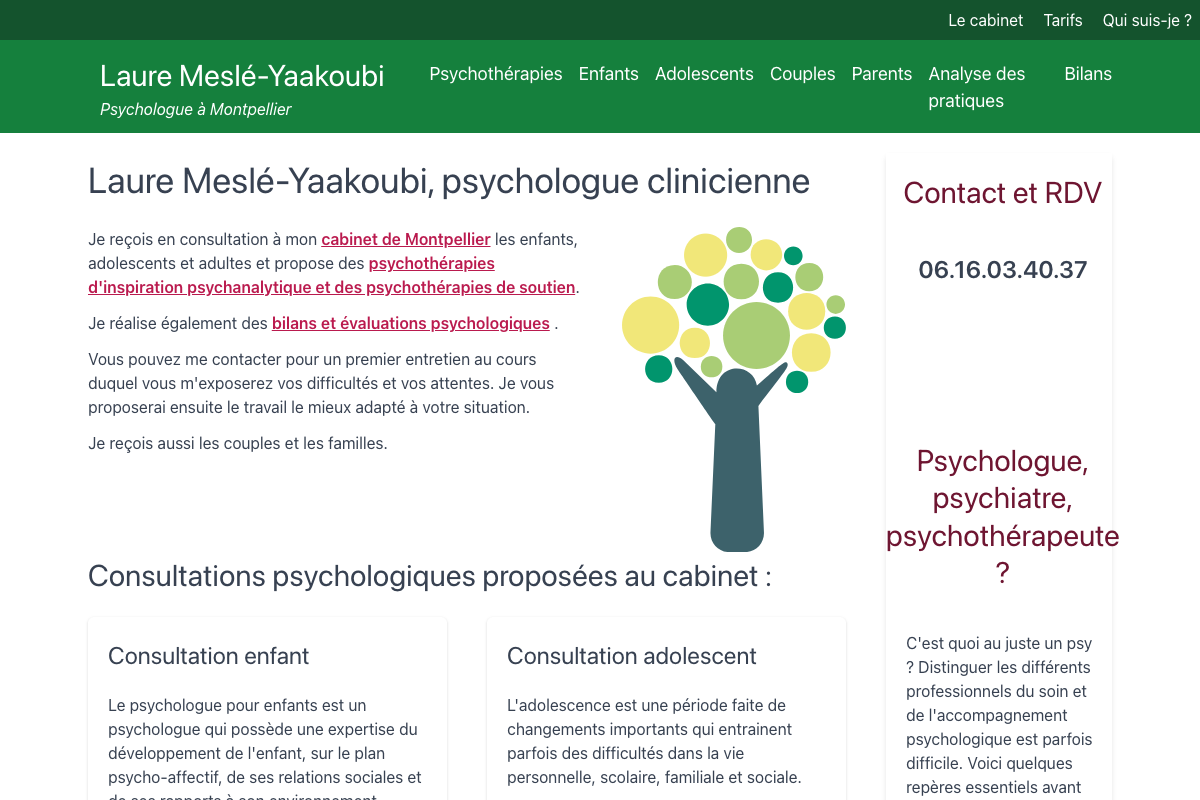 Le cabinet Tarifs Qui suis-je ?
Laure Meslé-Yaakoubi
Psychologue à Montpellier
Psychothérapies Enfants Adolescents Couples Parents Analyse des pratiques Bilans
Laure Meslé-Yaakoubi, psychologue clinicienne
Je reçois en consultation à mon cabinet de Montpellier les enfants,
adolescents et adultes et propose des psychothérapies
d'inspiration psychanalytique et des psychothérapies de soutien.
Je réalise également des bilans et évaluations psychologiques .
Vous pouvez me contacter pour un premier entretien au cours
duquel vous m'exposerez vos difficultés et vos attentes. Je vous
proposerai ensuite le travail le mieux adapté à votre situation.
Je reçois aussi les couples et les familles.
Consultations psychologiques proposées au cabinet :
Consultation enfant
Le psychologue pour enfants est un
psychologue qui possède une expertise du
développement de l'enfant, sur le plan
psycho-affectif, de ses relations sociales et
de ses rapports à son environnement
Consultation adolescent
L'adolescence est une période faite de
changements importants qui entrainent
parfois des difficultés dans la vie
personnelle, scolaire, familiale et sociale.
Contact et RDV
06.16.03.40.37
Psychologue,
psychiatre,
psychothérapeute
?
C'est quoi au juste un psy
? Distinguer les différents
professionnels du soin et
de l'accompagnement
psychologique est parfois
difficile. Voici quelques
repères essentiels avant